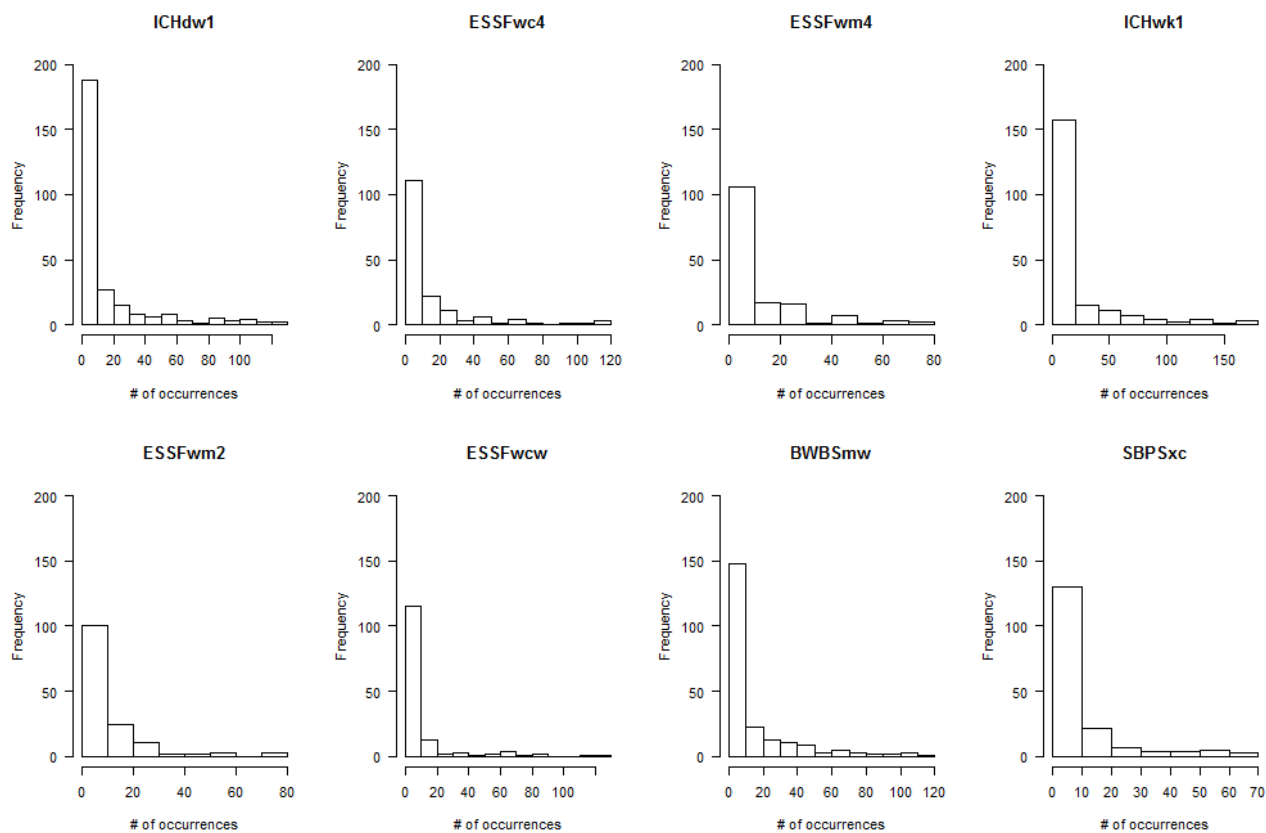 ICHdw1 ESSFwc4 ESSFwm4 ICHwk1
200 200 200 200
150 150 150 150
100 100 100 100
50 50 50 50
0 0 0 0
Frequency Frequency Frequency Frequency
0 20 40 60 80 100 0 20 40 60 80 100 120 0 20 40 60 80 0 50 100 150
# of occurrences # of occurrences # of occurrences # of occurrences
ESSFwm2 ESSFwcw BWBSmw SBPSxc
200 200 200 200
150 150 150 150
100 100 100 100
50 50 50 50
0 0 0 0
Frequency Frequency Frequency Frequency
0 20 40 60 80 0 20 40 60 80 100 0 20 40 60 80 100 120 0 10 20 30 40 50 60 70
# of occurrences # of occurrences # of occurrences # of occurrences